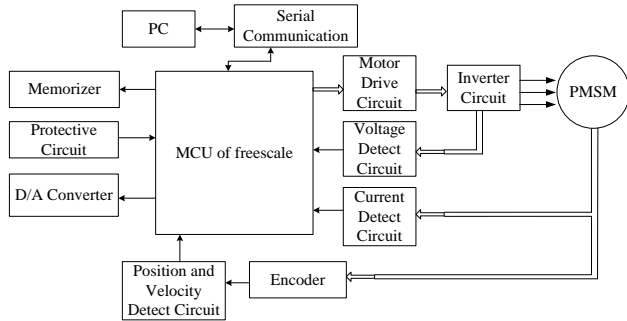 PC
Serial
Communication
Memorizer
Protective
Circuit
D/A Converter
MCU of freescale
Motor
Drive
Circuit
Inverter
Circuit
PMSM
Voltage
Detect
Circuit
Current
Detect
Circuit
Position and
Velocity
Detect Circuit
Encoder